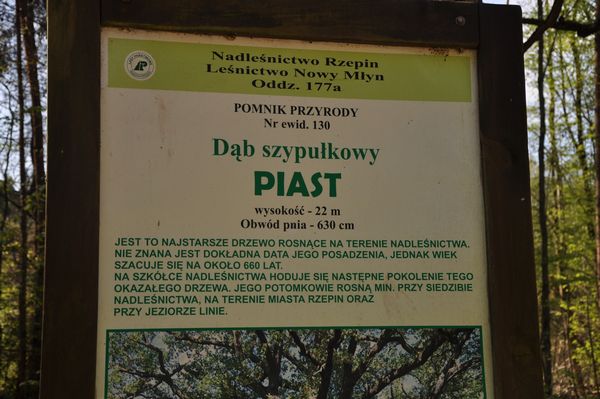 Nadleśnictwo Rzepin
Leśnictwo Nowy Młyn
Oddz. 177a
POMNIK PRZYRODY
Nr ewid. 130
Dąb szypułkowy
PIAST
wysokość - 22 m
Obwód pnia - 630 cm
JEST TO NAJSTARSZE DRZEWO ROSNĄCE NA TERENIE NADLEŚNICTWA.
NIE ZNANA JEST DOKŁADNA DATA JEGO POSADZENIA, JEDNAK WIEK
SZACUJE SIĘ NA OKOŁO 660 LAT.
NA SZKÓŁCE NADLEŚNICTWA HODUJE SIĘ NASTĘPNE POKOLENIE TEGO
OKAZAŁEGO DRZEWA. JEGO POTOMKOWIE ROSNĄ MIN. PRZY SIEDZIBIE
NADLEŚNICTWA, NA TERENIE MIASTA RZEPIN ORAZ
PRZY JEZIORZE LINIE.